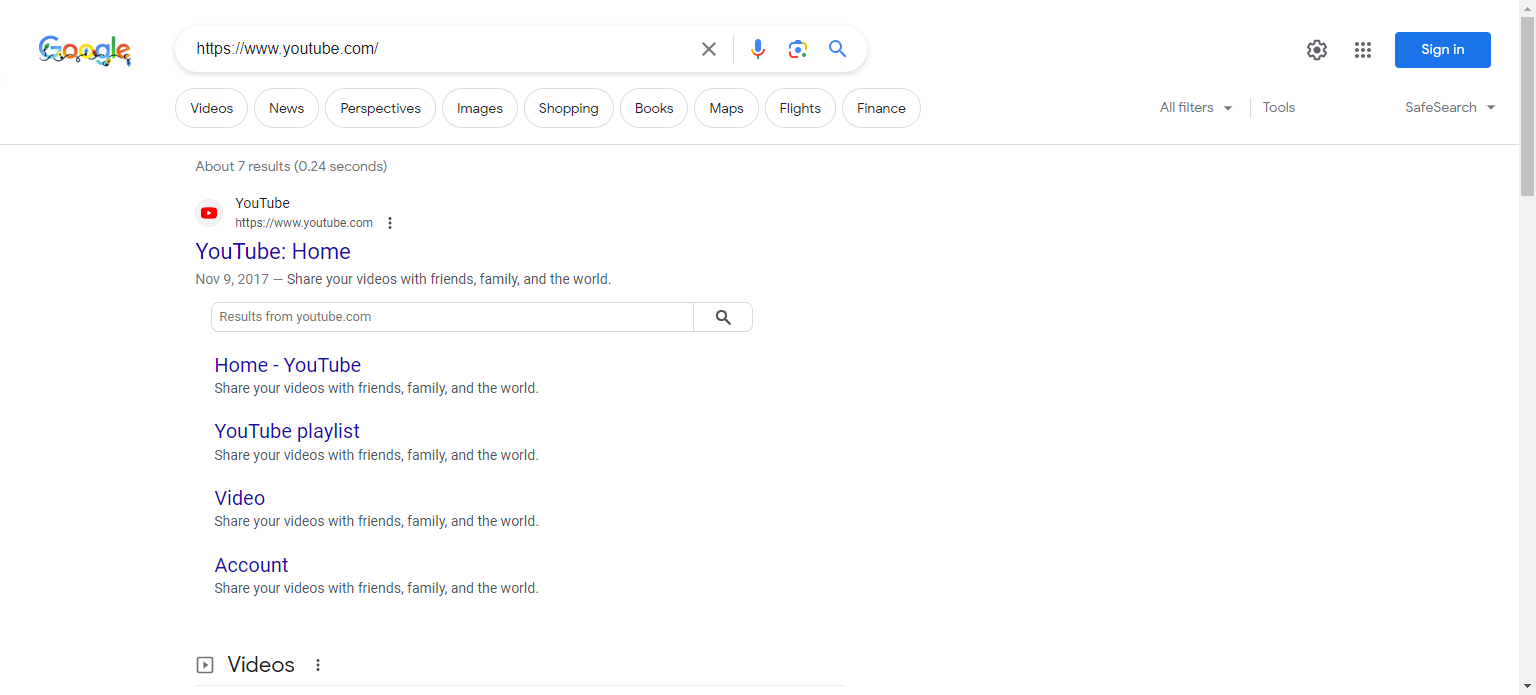 Google
https://www.youtube.com/
Sign in
Videos News Perspectives Images Shopping Books Maps Flights Finance All filters Tools SafeSearch
About 7 results (0.24 seconds)
YouTube
https://www.youtube.com
YouTube: Home
Nov 9, 2017 — Share your videos with friends, family, and the world.
Results from youtube.com
Home - YouTube
Share your videos with friends, family, and the world.
YouTube playlist
Share your videos with friends, family, and the world.
Video
Share your videos with friends, family, and the world.
Account
Share your videos with friends, family, and the world.
Videos